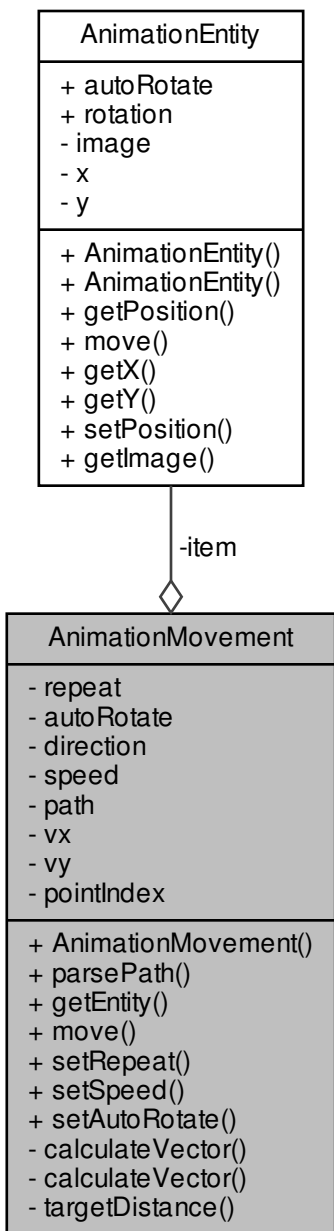 AnimationEntity
+ autoRotate
+ rotation
- image
- x
- y
+ AnimationEntity()
+ AnimationEntity()
+ getPosition()
+ move()
+ getX()
+ getY()
+ setPosition()
+ getImage()
-item
AnimationMovement
- repeat
- autoRotate
- direction
- speed
- path
- vx
- vy
- pointIndex
+ AnimationMovement()
+ parsePath()
+ getEntity()
+ move()
+ setRepeat()
+ setSpeed()
+ setAutoRotate()
- calculateVector()
- calculateVector()
- targetDistance()